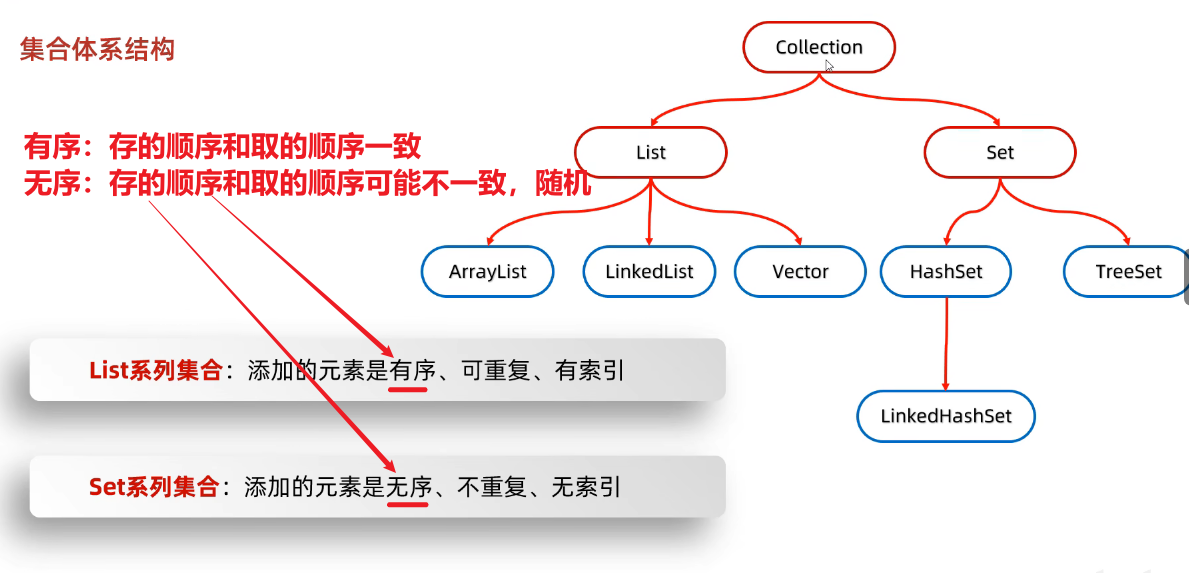 集合体系结构
Collection
有序：存的顺序和取的顺序一致
无序：存的顺序和取的顺序可能不一致，随机
List
Set
ArrayList
LinkedList
Vector
HashSet
TreeSet
List系列集合：添加的元素是有序、可重复、有索引
LinkedHashSet
Set系列集合：添加的元素是无序、不重复、无索引